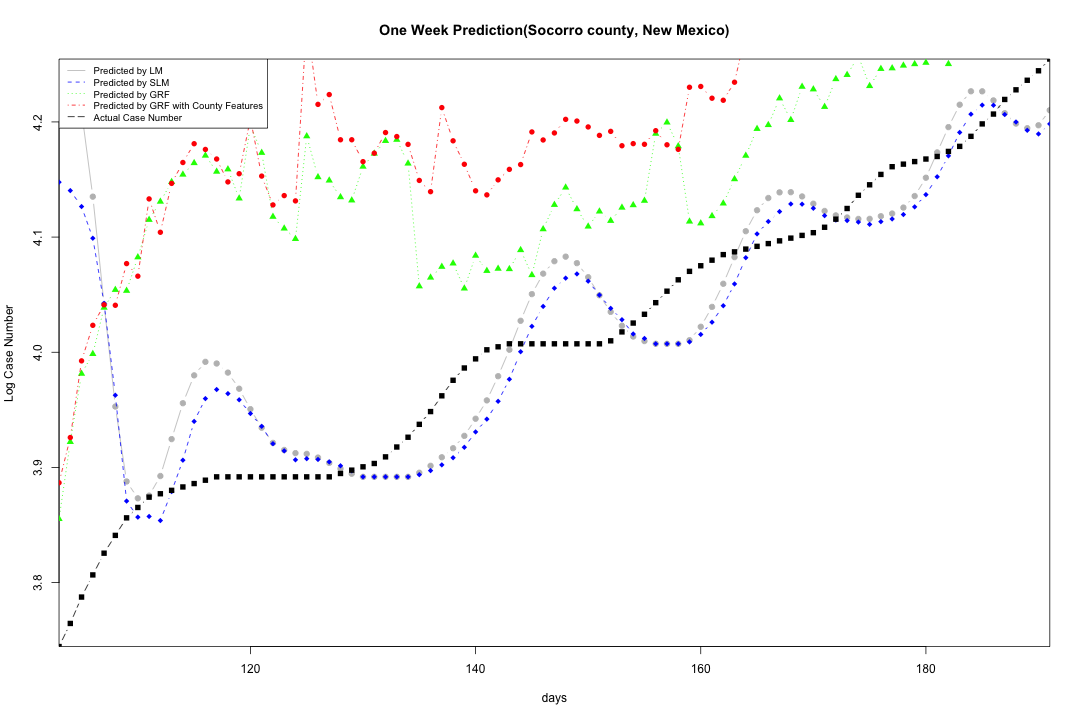 One Week Prediction(Socorro county, New Mexico)
Predicted by LM
Predicted by SLM
Predicted by GRF
Predicted by GRF with County Features
Actual Case Number
4.2
4.1
4.0
3.9
3.8
Log Case Number
120
140
160
180
days